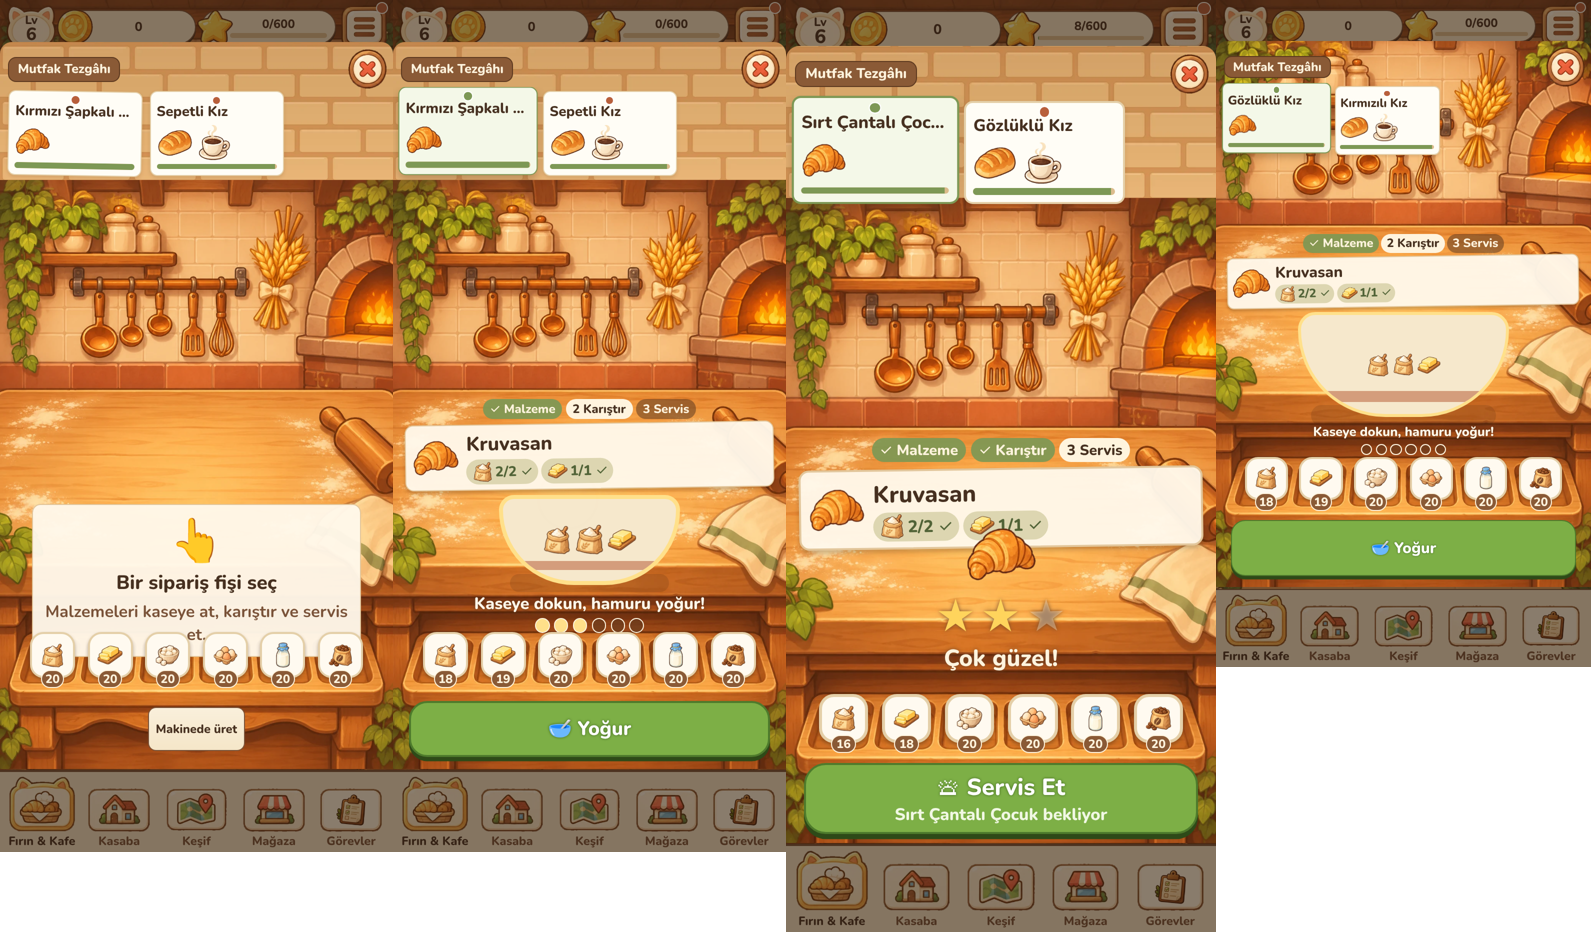 Lv
6
0
0/600
Mutfak Tezgâhı
Kırmızı Şapkalı ...
Sepetli Kız
Bir sipariş fişi seç
Malzemeleri kaseye at, karıştır ve servis
et.
20
20
20
20
20
20
Makinede üret
Fırın & Kafe
Kasaba
Keşif
Mağaza
Görevler
Lv
6
0
0/600
Mutfak Tezgâhı
Kırmızı Şapkalı ...
Sepetli Kız
✓ Malzeme
2 Karıştır
3 Servis
Kruvasan
2/2 ✓
1/1 ✓
Kaseye dokun, hamuru yoğur!
18
19
20
20
20
20
Yoğur
Fırın & Kafe
Kasaba
Keşif
Mağaza
Görevler
Lv
6
0
8/600
Mutfak Tezgâhı
Sırt Çantalı Çoc...
Gözlüklü Kız
✓ Malzeme
✓ Karıştır
3 Servis
Kruvasan
2/2 ✓
1/1 ✓
Çok güzel!
16
18
20
20
20
20
Servis Et
Sırt Çantalı Çocuk bekliyor
Fırın & Kafe
Kasaba
Keşif
Mağaza
Görevler
Lv
6
0
0/600
Mutfak Tezgâhı
Gözlüklü Kız
Kırmızılı Kız
✓ Malzeme
2 Karıştır
3 Servis
Kruvasan
2/2 ✓
1/1 ✓
Kaseye dokun, hamuru yoğur!
18
19
20
20
20
20
Yoğur
Fırın & Kafe
Kasaba
Keşif
Mağaza
Görevler